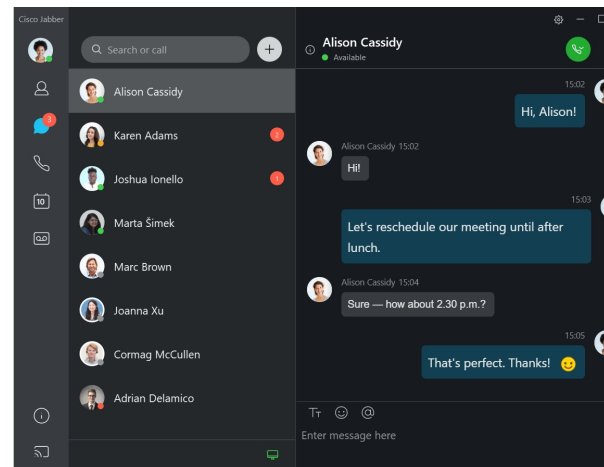 Cisco Jabber
Search or call
Alison Cassidy
Available
3
10
Alison Cassidy
Karen Adams
2
Joshua Ionello
1
Marta Šimek
Marc Brown
Joanna Xu
Cormag McCullen
Adrian Delamico
15:02
Hi, Alison!
Alison Cassidy 15:02
Hi!
15:03
Let's reschedule our meeting until after
lunch.
Alison Cassidy 15:04
Sure — how about 2.30 p.m.?
15:05
That's perfect. Thanks!
TT
@
Enter message here